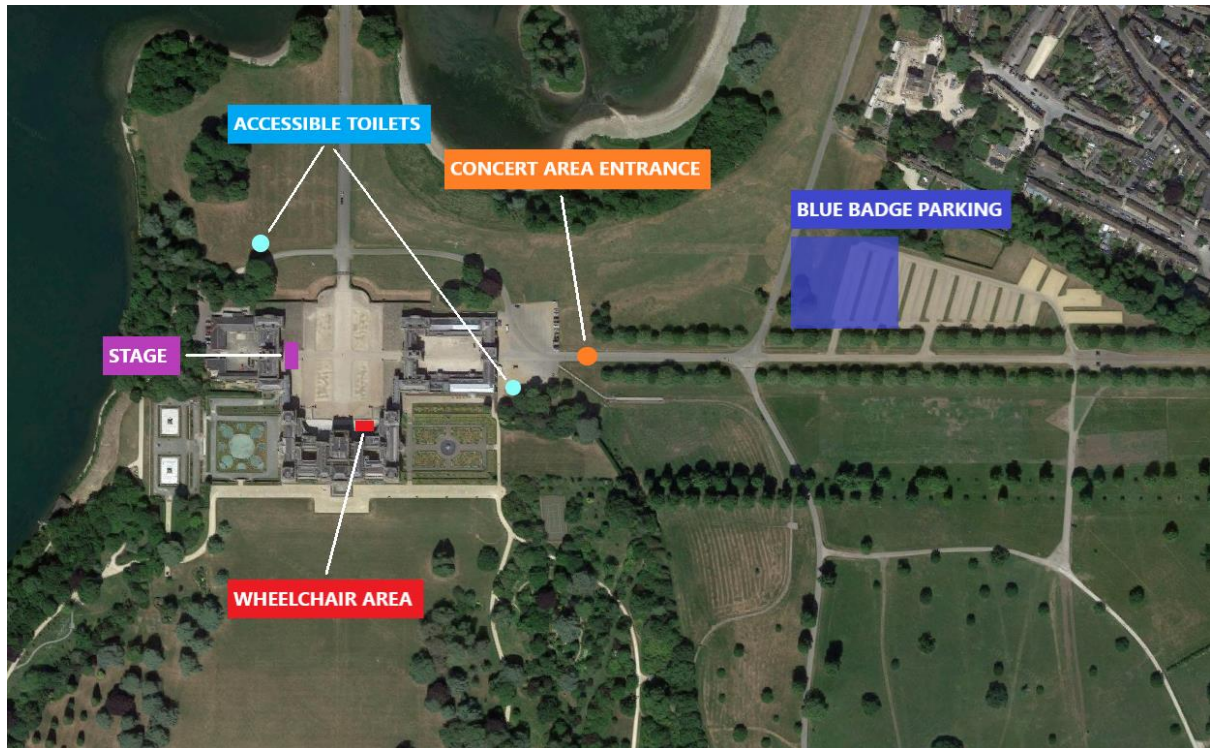 ACCESSIBLE TOILETS
CONCERT AREA ENTRANCE
BLUE BADGE PARKING
STAGE
WHEELCHAIR AREA